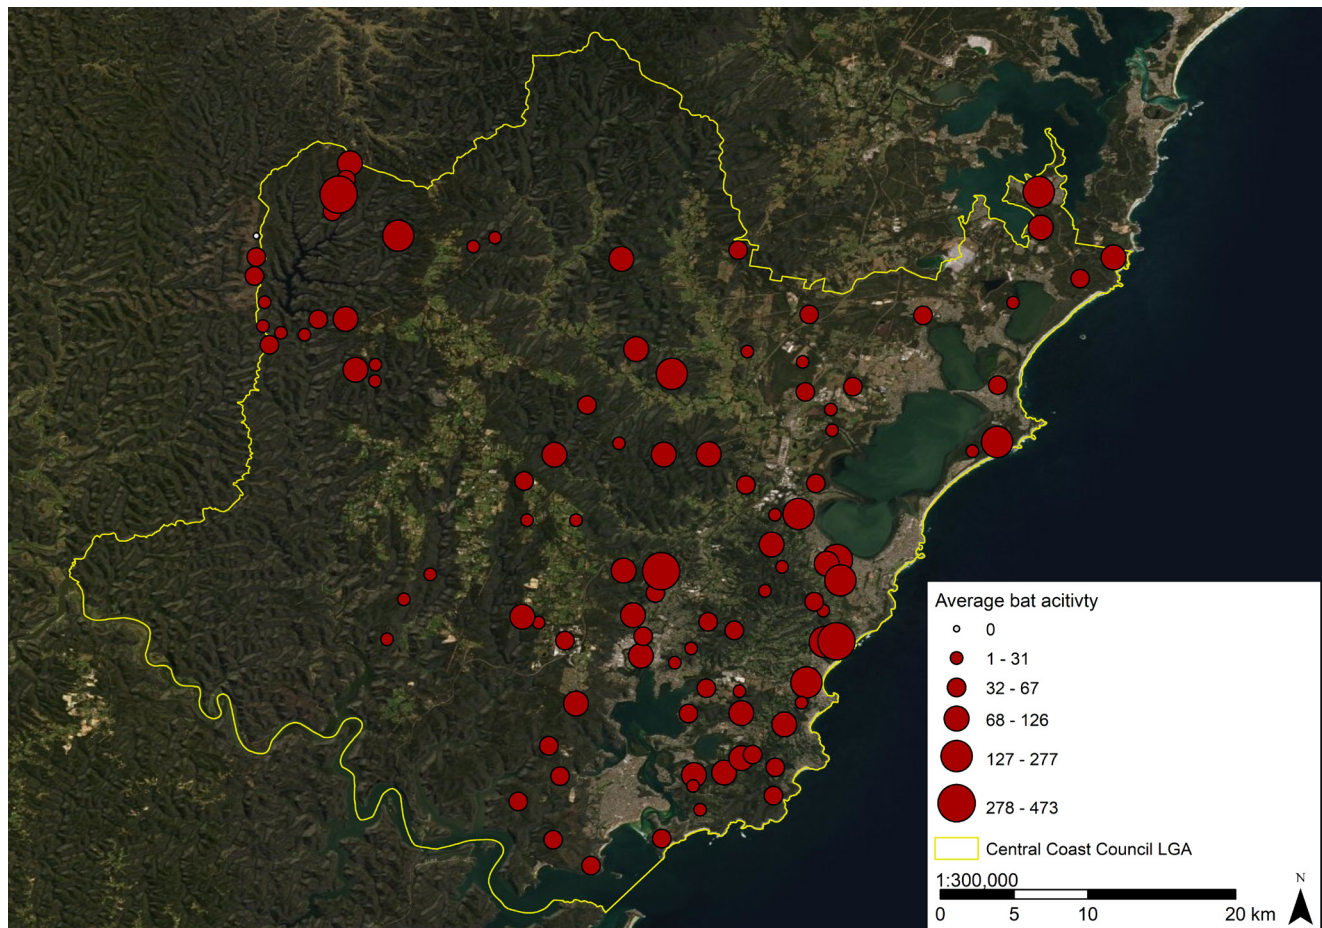 Average bat acitivty
0
1 - 31
32 - 67
68 - 126
127 - 277
278 - 473
Central Coast Council LGA
1:300,000
N
0 5 10 20 km